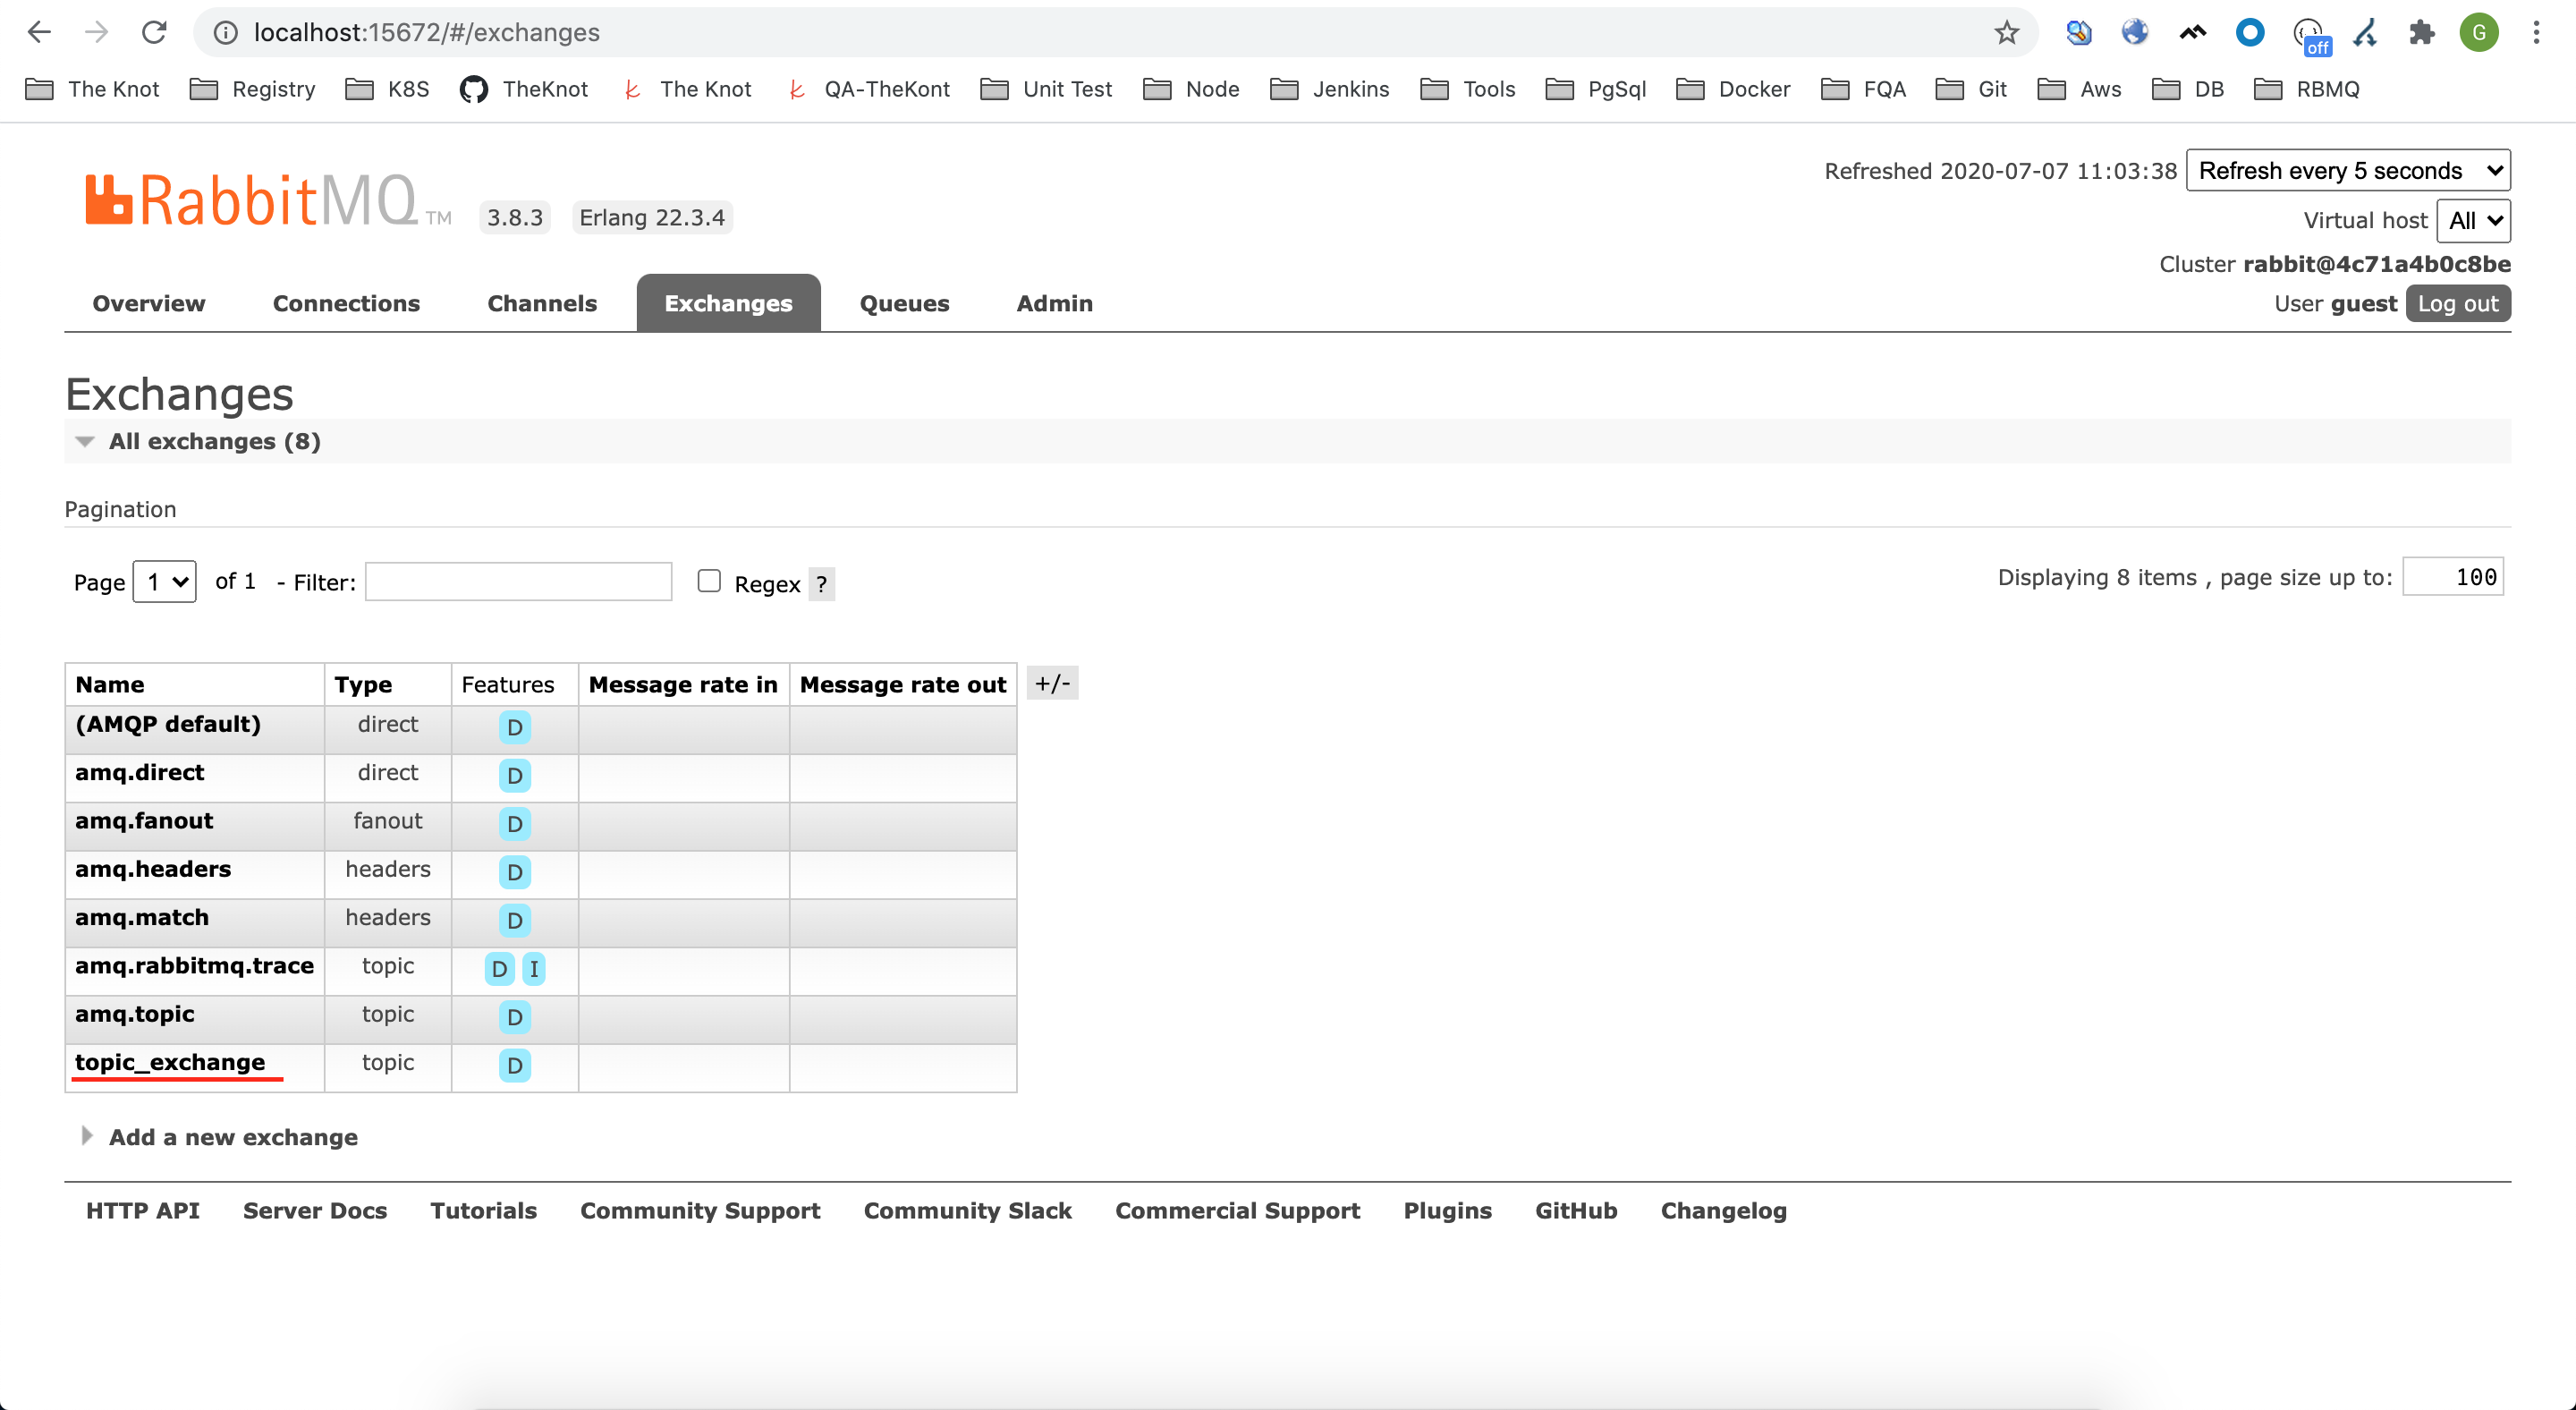 localhost:15672/#/exchanges
off
G
The Knot Registry K8S TheKnot The Knot QA-TheKont Unit Test Node Jenkins Tools PgSql Docker FQA Git Aws DB RBMQ
RabbitMQ TM 3.8.3 Erlang 22.3.4
Refreshed 2020-07-07 11:03:38 Refresh every 5 seconds
Virtual host All
Cluster rabbit@4c71a4b0c8be
User guest Log out
Overview Connections Channels Exchanges Queues Admin
Exchanges
All exchanges (8)
Pagination
Page 1 of 1 - Filter: Regex ? Displaying 8 items , page size up to: 100
Name Type Features Message rate in Message rate out +/-
(AMQP default) direct D
amq.direct direct D
amq.fanout fanout D
amq.headers headers D
amq.match headers D
amq.rabbitmq.trace topic D I
amq.topic topic D
topic_exchange topic D
Add a new exchange
HTTP API Server Docs Tutorials Community Support Community Slack Commercial Support Plugins GitHub Changelog